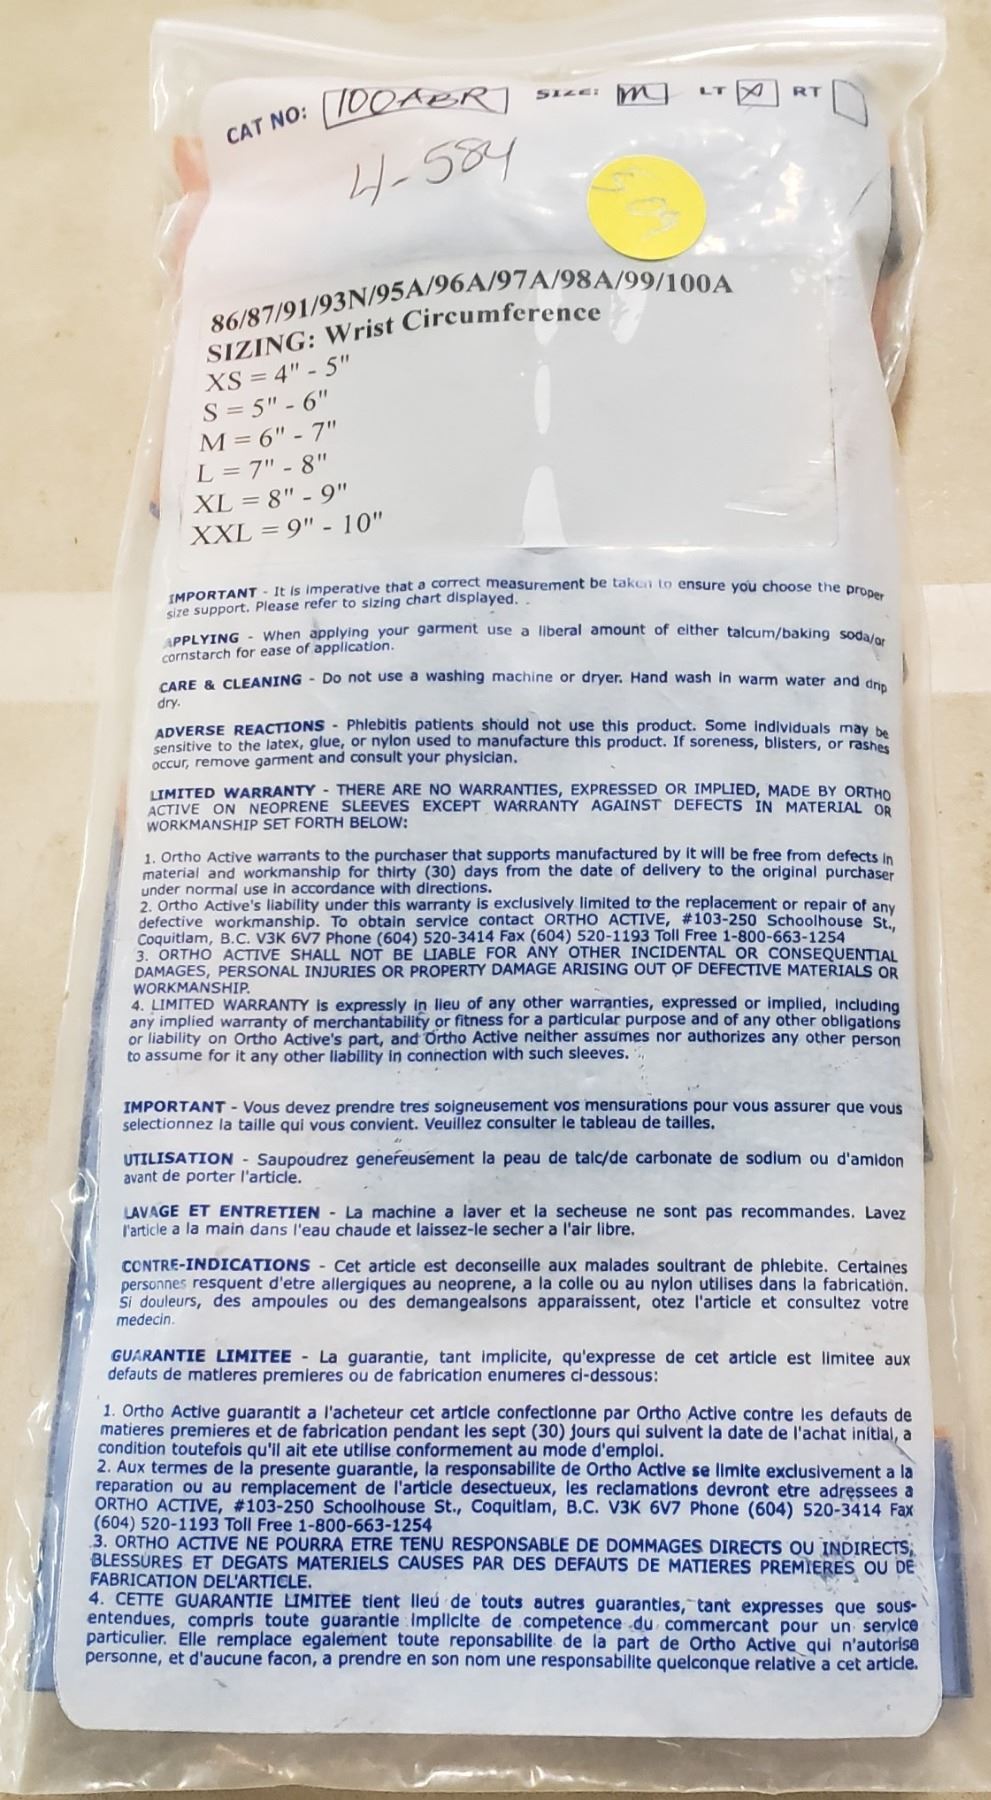 CAT NO: 100ABR SIZE: M LT X RT
4-584
86/87/91/93N/95A/96A/97A/98A/99/100A
SIZING: Wrist Circumference
XS = 4" - 5"
S = 5" - 6"
M = 6" - 7"
L = 7" - 8"
XL = 8" - 9"
XXL = 9" - 10"
IMPORTANT - It is imperative that a correct measurement be taken to ensure you choose the proper
size support. Please refer to sizing chart displayed.
APPLYING - When applying your garment use a liberal amount of either talcum/baking soda/or
cornstarch for ease of application.
CARE & CLEANING - Do not use a washing machine or dryer. Hand wash in warm water and drip
dry.
ADVERSE REACTIONS - Phlebitis patients should not use this product. Some individuals may be
sensitive to the latex, glue, or nylon used to manufacture this product. If soreness, blisters, or rashes
occur, remove garment and consult your physician.
LIMITED WARRANTY - THERE ARE NO WARRANTIES, EXPRESSED OR IMPLIED, MADE BY ORTHO
ACTIVE ON NEOPRENE SLEEVES EXCEPT WARRANTY AGAINST DEFECTS IN MATERIAL OR
WORKMANSHIP SET FORTH BELOW:
1. Ortho Active warrants to the purchaser that supports manufactured by it will be free from defects in
material and workmanship for thirty (30) days from the date of delivery to the original purchaser
under normal use in accordance with directions.
2. Ortho Active's liability under this warranty is exclusively limited to the replacement or repair of any
defective workmanship. To obtain service contact ORTHO ACTIVE, #103-250 Schoolhouse St.,
Coquitlam, B.C. V3K 6V7 Phone (604) 520-3414 Fax (604) 520-1193 Toll Free 1-800-663-1254
3. ORTHO ACTIVE SHALL NOT BE LIABLE FOR ANY OTHER INCIDENTAL OR CONSEQUENTIAL
DAMAGES, PERSONAL INJURIES OR PROPERTY DAMAGE ARISING OUT OF DEFECTIVE MATERIALS OR
WORKMANSHIP.
4. LIMITED WARRANTY is expressly in lieu of any other warranties, expressed or implied, including
any implied warranty of merchantability or fitness for a particular purpose and of any other obligations
or liability on Ortho Active's part, and Ortho Active neither assumes nor authorizes any other person
to assume for it any other liability in connection with such sleeves.
IMPORTANT - Vous devez prendre tres soigneusement vos mensurations pour vous assurer que vous
selectionnez la taille qui vous convient. Veuillez consulter le tableau de tailles.
UTILISATION - Saupoudrez genereusement la peau de talc/de carbonate de sodium ou d'amidon
avant de porter l'article.
LAVAGE ET ENTRETIEN - La machine a laver et la secheuse ne sont pas recommandes. Lavez
l'article a la main dans l'eau chaude et laissez-le secher a l'air libre.
CONTRE-INDICATIONS - Cet article est deconseille aux malades soultrant de phlebite. Certaines
personnes resquent d'etre allergiques au neoprene, a la colle ou au nylon utilises dans la fabrication.
Si douleurs, des ampoules ou des demangeaisons apparaissent, otez l'article et consultez votre
medecin.
GUARANTIE LIMITEE - La guarantie, tant implicite, qu'expresse de cet article est limitee aux
defauts de matieres premieres ou de fabrication enumeres ci-dessous:
1. Ortho Active guarantit a l'acheteur cet article confectionne par Ortho Active contre les defauts de
matieres premieres et de fabrication pendant les sept (30) jours qui suivent la date de l'achat initial, a
condition toutefois qu'il ait ete utilise conformement au mode d'emploi.
2. Aux termes de la presente guarantie, la responsabilite de Ortho Active se limite exclusivement a la
reparation ou au remplacement de l'article desectueux, les reclamations devront etre adressees a
ORTHO ACTIVE, #103-250 Schoolhouse St., Coquitlam, B.C. V3K 6V7 Phone (604) 520-3414 Fax
(604) 520-1193 Toll Free 1-800-663-1254
3. ORTHO ACTIVE NE POURRA ETRE TENU RESPONSABLE DE DOMMAGES DIRECTS OU INDIRECTS,
BLESSURES ET DEGATS MATERIELS CAUSES PAR DES DEFAUTS DE MATIERES PREMIERES OU DE
FABRICATION DEL'ARTICLE.
4. CETTE GUARANTIE LIMITEE tient lieu de touts autres guaranties, tant expresses que sous-
entendues, compris toute guarantie implicite de competence du commercant pour un service
particulier. Elle remplace egalement toute reponsabilite de la part de Ortho Active qui n'autorise
personne, et d'aucune facon, a prendre en son nom une responsabilite quelconque relative a cet article.